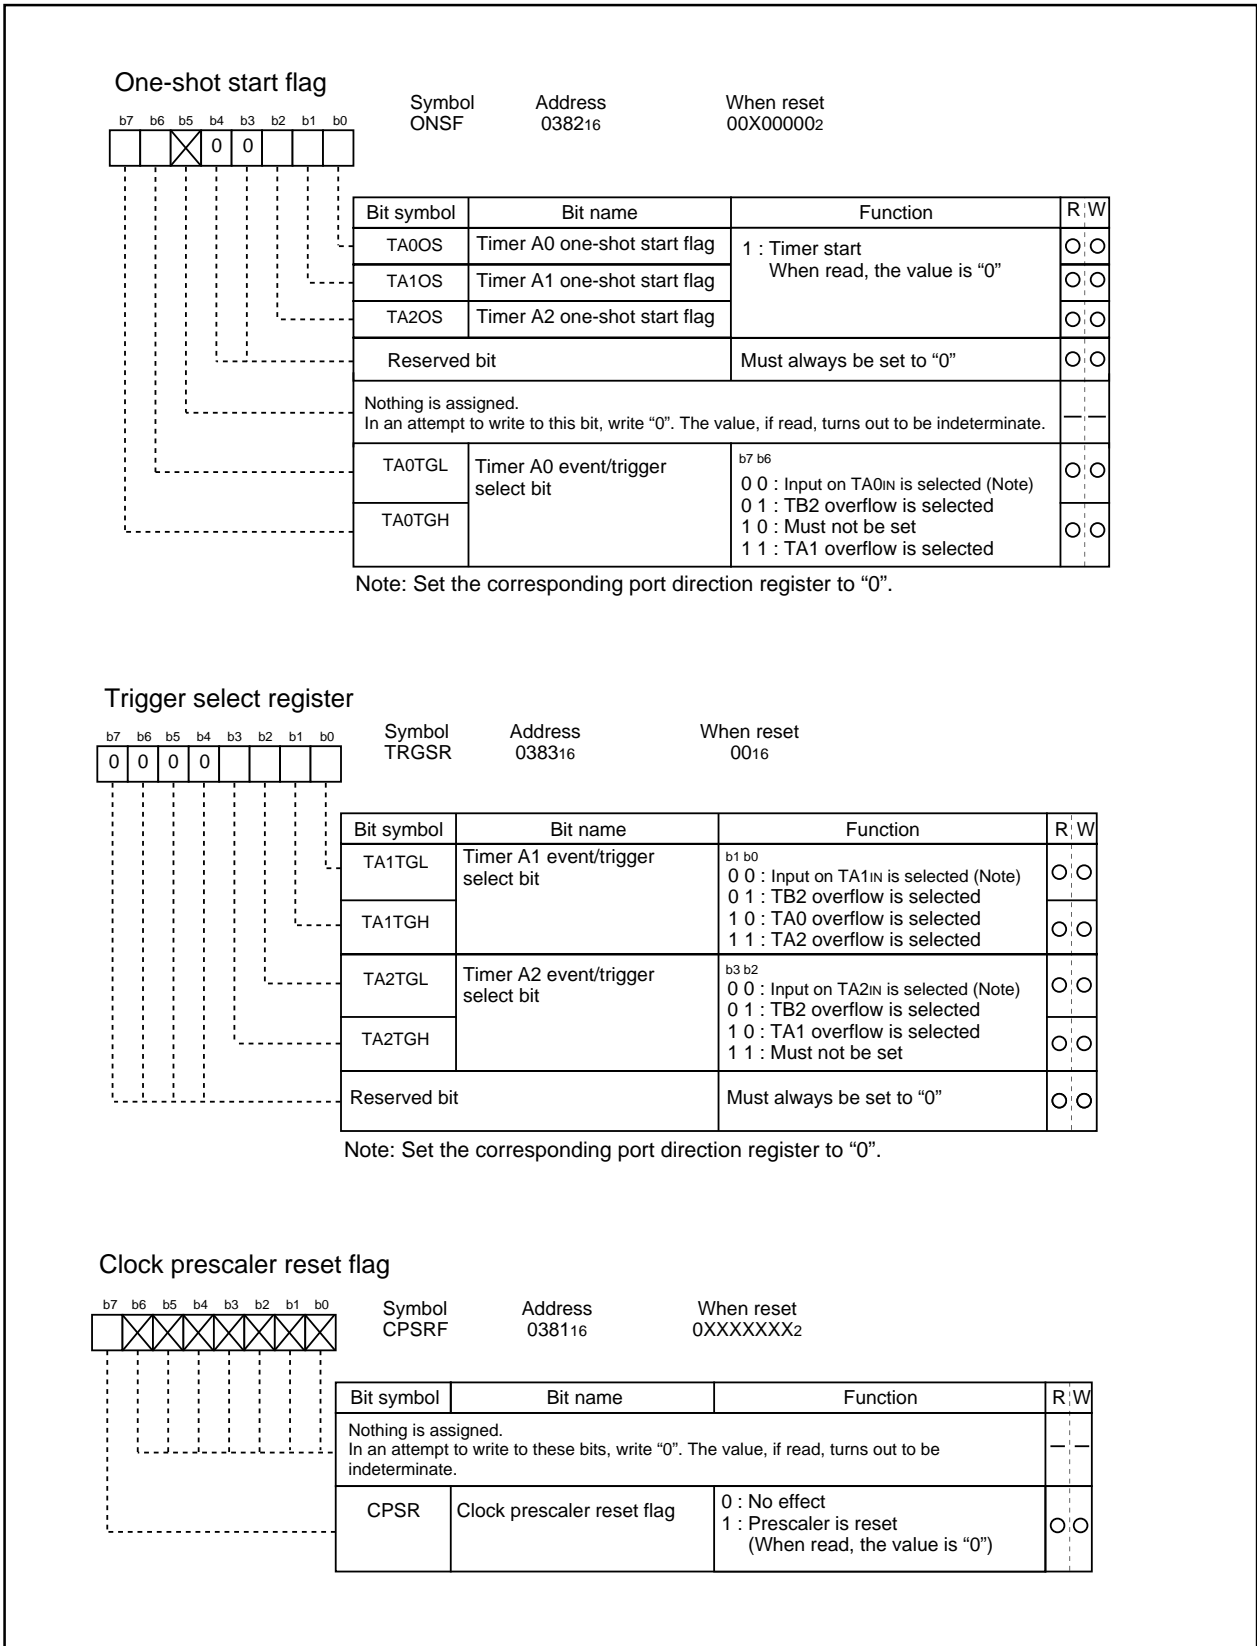 One-shot start flag
Symbol Address When reset
b7 b6 b5 b4 b3 b2 b1 b0 ONSF 038216 00X000002
0 0
Bit symbol Bit name Function R W
TA0OS Timer A0 one-shot start flag 1 : Timer start
When read, the value is “0”
TA1OS Timer A1 one-shot start flag
TA2OS Timer A2 one-shot start flag
Reserved bit Must always be set to “0”
Nothing is assigned.
In an attempt to write to this bit, write “0”. The value, if read, turns out to be indeterminate.
TA0TGL Timer A0 event/trigger select bit b7 b6
0 0 : Input on TA0IN is selected (Note)
0 1 : TB2 overflow is selected
TA0TGH 1 0 : Must not be set
1 1 : TA1 overflow is selected
Note: Set the corresponding port direction register to “0”.
Trigger select register
Symbol Address When reset
b7 b6 b5 b4 b3 b2 b1 b0 TRGSR 038316 0016
0 0 0 0
Bit symbol Bit name Function R W
TA1TGL Timer A1 event/trigger select bit b1 b0
0 0 : Input on TA1IN is selected (Note)
0 1 : TB2 overflow is selected
TA1TGH 1 0 : TA0 overflow is selected
1 1 : TA2 overflow is selected
TA2TGL Timer A2 event/trigger select bit b3 b2
0 0 : Input on TA2IN is selected (Note)
0 1 : TB2 overflow is selected
TA2TGH 1 0 : TA1 overflow is selected
1 1 : Must not be set
Reserved bit Must always be set to “0”
Note: Set the corresponding port direction register to “0”.
Clock prescaler reset flag
Symbol Address When reset
b7 b6 b5 b4 b3 b2 b1 b0 CPSRF 038116 0XXXXXXX2
Bit symbol Bit name Function R W
Nothing is assigned.
In an attempt to write to these bits, write “0”. The value, if read, turns out to be
indeterminate.
CPSR Clock prescaler reset flag 0 : No effect
1 : Prescaler is reset
(When read, the value is “0”)